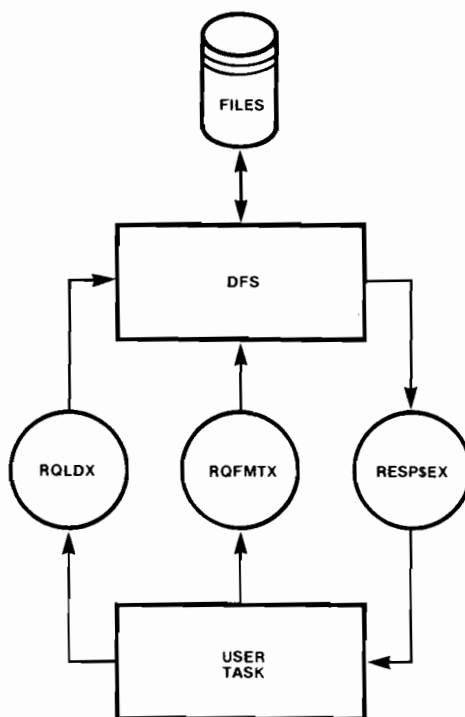 FILES
DFS
RQLDX
RQFMTX
RESP$EX
USER
TASK